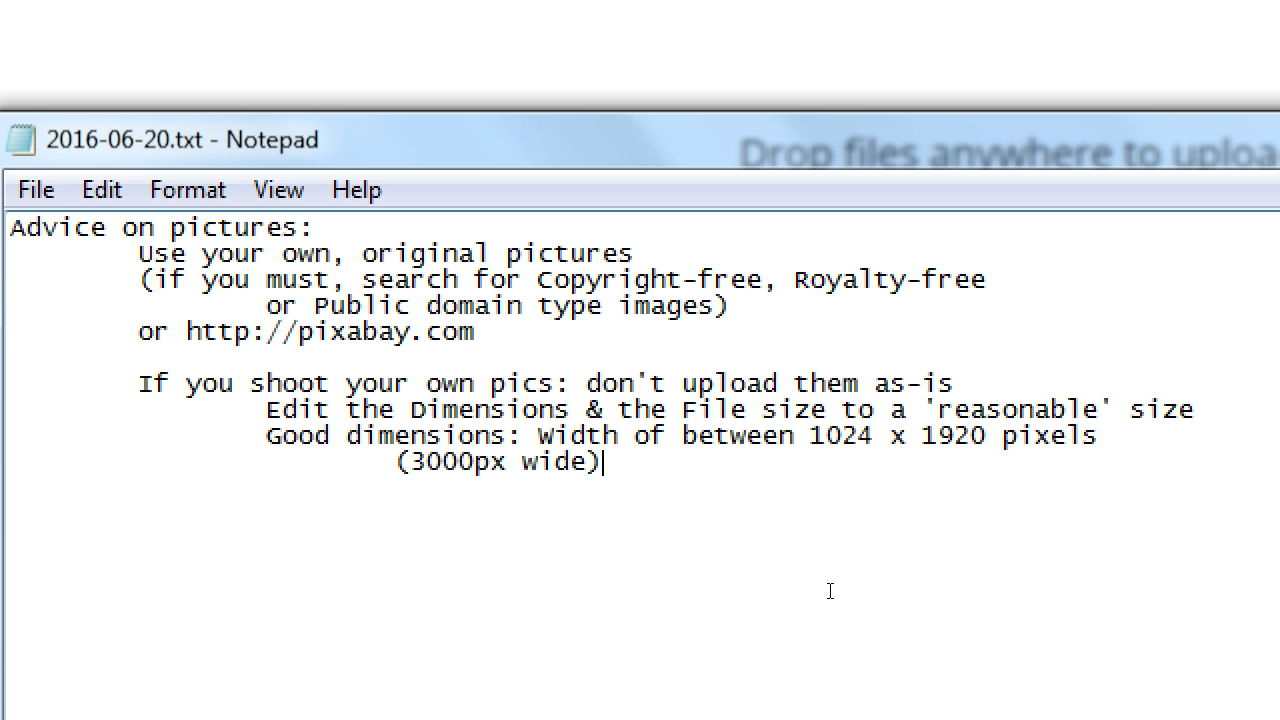 2016-06-20.txt - Notepad
Drop files anywhere to uploa
File Edit Format View Help
Advice on pictures:
Use your own, original pictures
(if you must, search for Copyright-free, Royalty-free
or Public domain type images)
or http://pixabay.com
If you shoot your own pics: don't upload them as-is
Edit the Dimensions & the File size to a 'reasonable' size
Good dimensions: Width of between 1024 x 1920 pixels
(3000px wide)